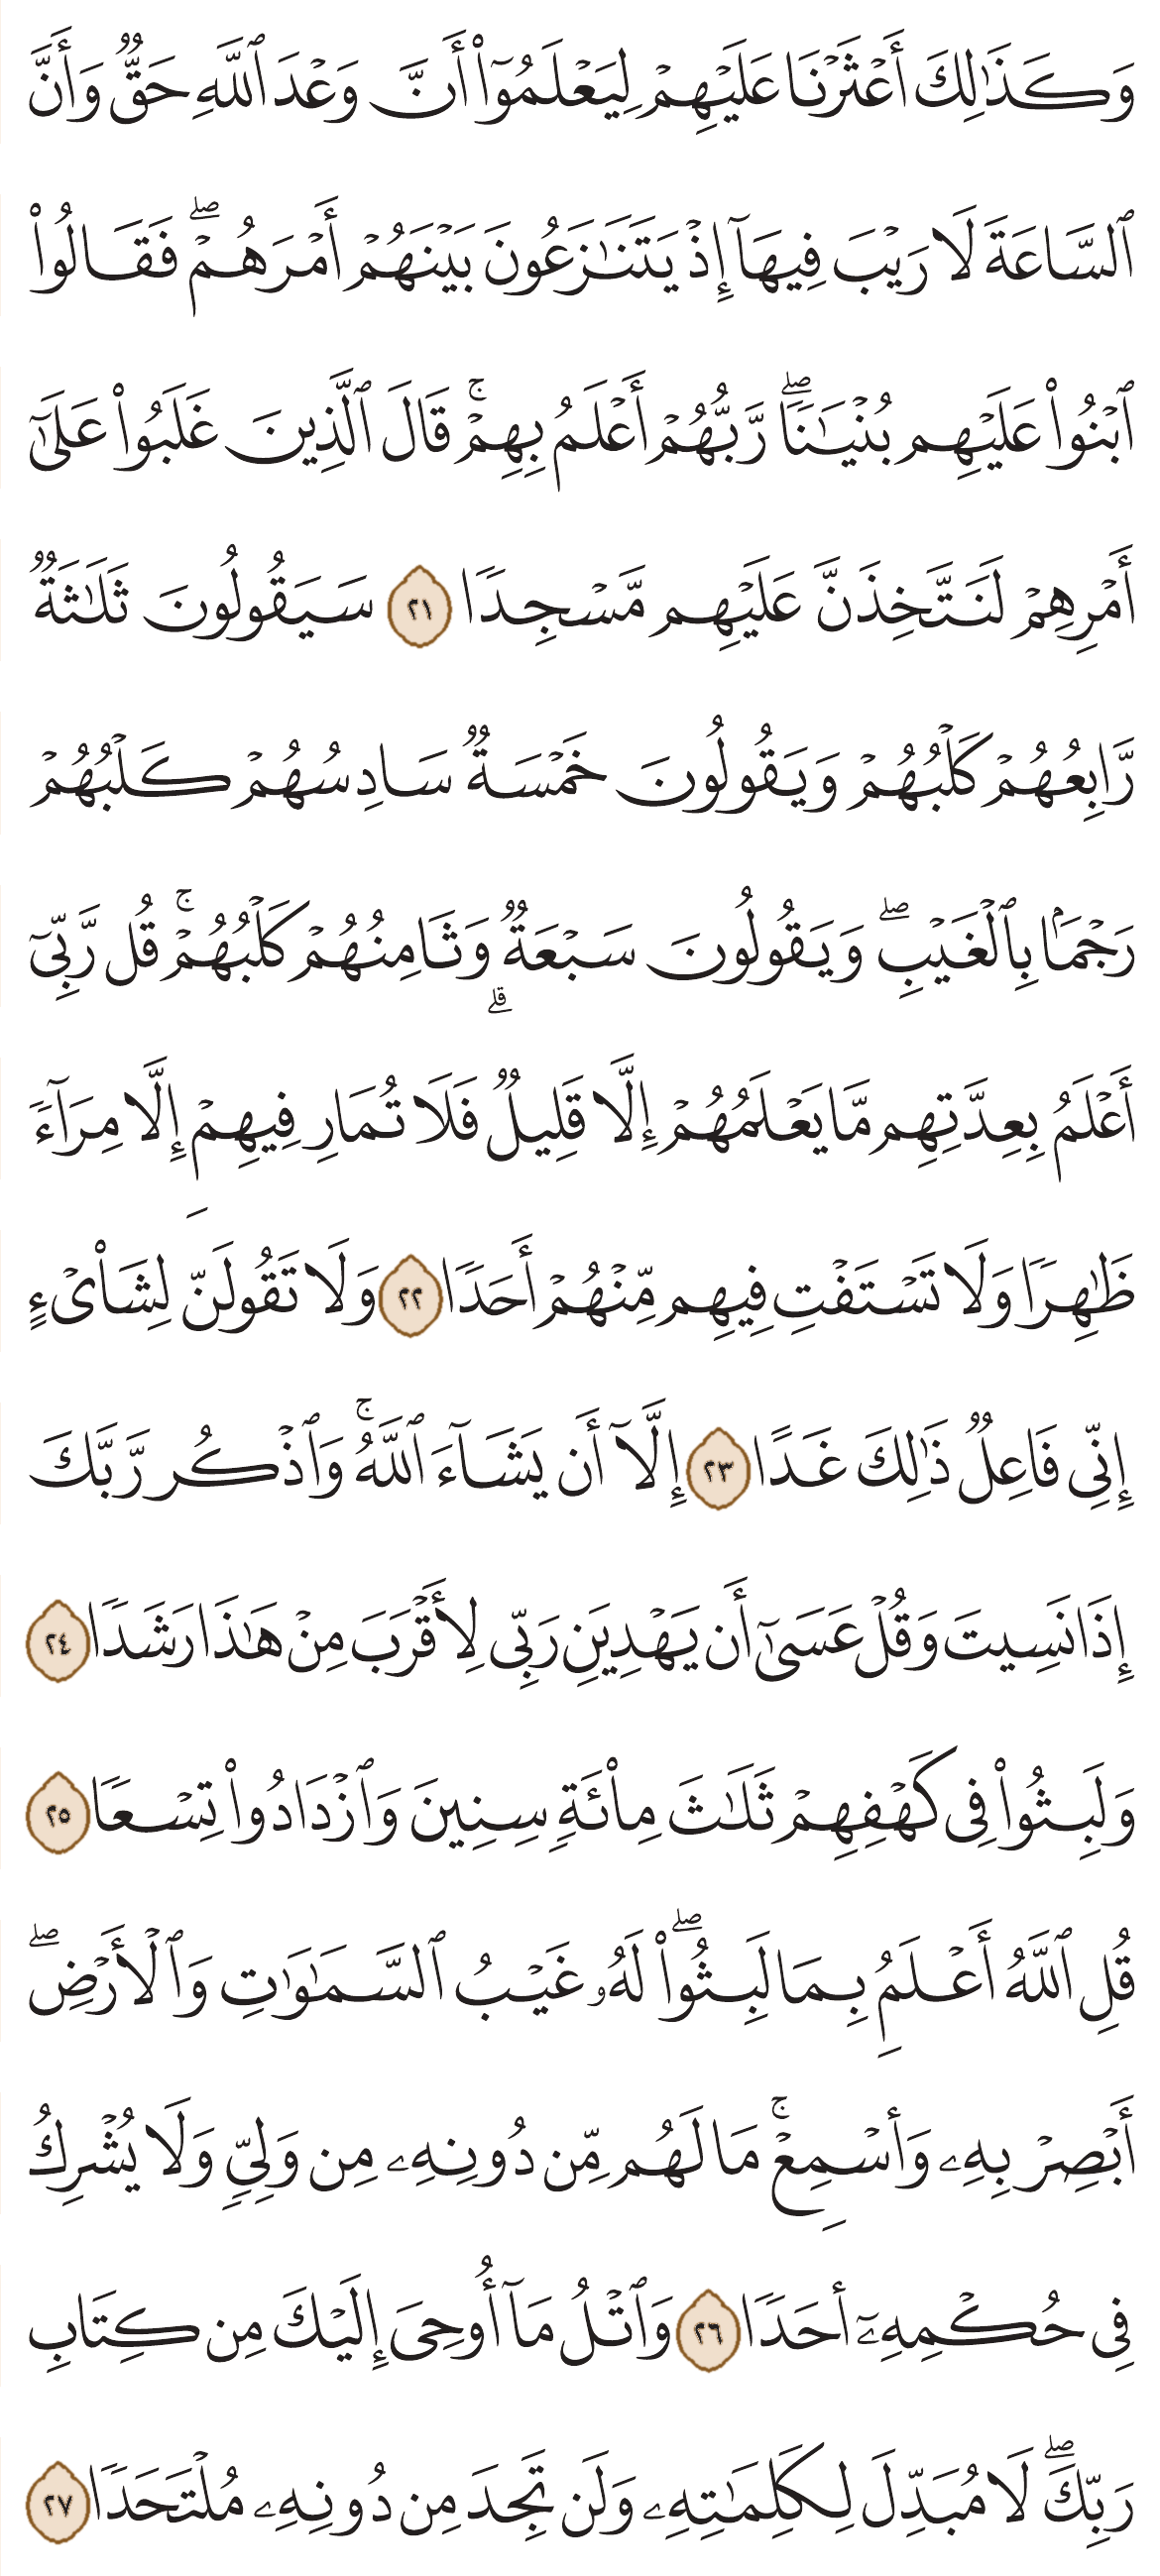 وَكَذَٰلِكَ أَعْثَرْنَا عَلَيْهِمْ لِيَعْلَمُوٓا۟ أَنَّ وَعْدَ ٱللَّهِ حَقٌّ وَأَنَّ
ٱلسَّاعَةَ لَا رَيْبَ فِيهَآ إِذْ يَتَنَـٰزَعُونَ بَيْنَهُمْ أَمْرَهُمْ ۖ فَقَالُوا۟
ٱبْنُوا۟ عَلَيْهِم بُنْيَـٰنًا ۖ رَّبُّهُمْ أَعْلَمُ بِهِمْ ۚ قَالَ ٱلَّذِينَ غَلَبُوا۟ عَلَىٰٓ
أَمْرِهِمْ لَنَتَّخِذَنَّ عَلَيْهِم مَّسْجِدًا ٢١ سَيَقُولُونَ ثَلَـٰثَةٌ
رَّابِعُهُمْ كَلْبُهُمْ وَيَقُولُونَ خَمْسَةٌ سَادِسُهُمْ كَلْبُهُمْ
رَجْمًۢا بِٱلْغَيْبِ ۖ وَيَقُولُونَ سَبْعَةٌ وَثَامِنُهُمْ كَلْبُهُمْ ۚ قُل رَّبِّىٓ
أَعْلَمُ بِعِدَّتِهِم مَّا يَعْلَمُهُمْ إِلَّا قَلِيلٌ ۗ فَلَا تُمَارِ فِيهِمْ إِلَّا مِرَآءً
ظَـٰهِرًا وَلَا تَسْتَفْتِ فِيهِم مِّنْهُمْ أَحَدًا ٢٢ وَلَا تَقُولَنَّ لِشَا۟ىْءٍ
إِنِّى فَاعِلٌ ذَٰلِكَ غَدًا ٢٣ إِلَّآ أَن يَشَآءَ ٱللَّهُ ۚ وَٱذْكُر رَّبَّكَ
إِذَا نَسِيتَ وَقُلْ عَسَىٰٓ أَن يَهْدِيَنِ رَبِّى لِأَقْرَبَ مِنْ هَـٰذَا رَشَدًا ٢٤
وَلَبِثُوا۟ فِى كَهْفِهِمْ ثَلَـٰثَ مِا۟ئَةٍ سِنِينَ وَٱزْدَادُوا۟ تِسْعًا ٢٥
قُلِ ٱللَّهُ أَعْلَمُ بِمَا لَبِثُوا۟ ۖ لَهُۥ غَيْبُ ٱلسَّمَـٰوَٰتِ وَٱلْأَرْضِ ۖ
أَبْصِرْ بِهِۦ وَأَسْمِعْ ۚ مَا لَهُم مِّن دُونِهِۦ مِن وَلِىٍّ وَلَا يُشْرِكُ
فِى حُكْمِهِۦٓ أَحَدًا ٢٦ وَٱتْلُ مَآ أُوحِىَ إِلَيْكَ مِن كِتَابِ
رَبِّكَ ۖ لَا مُبَدِّلَ لِكَلِمَـٰتِهِۦ وَلَن تَجِدَ مِن دُونِهِۦ مُلْتَحَدًا ٢٧